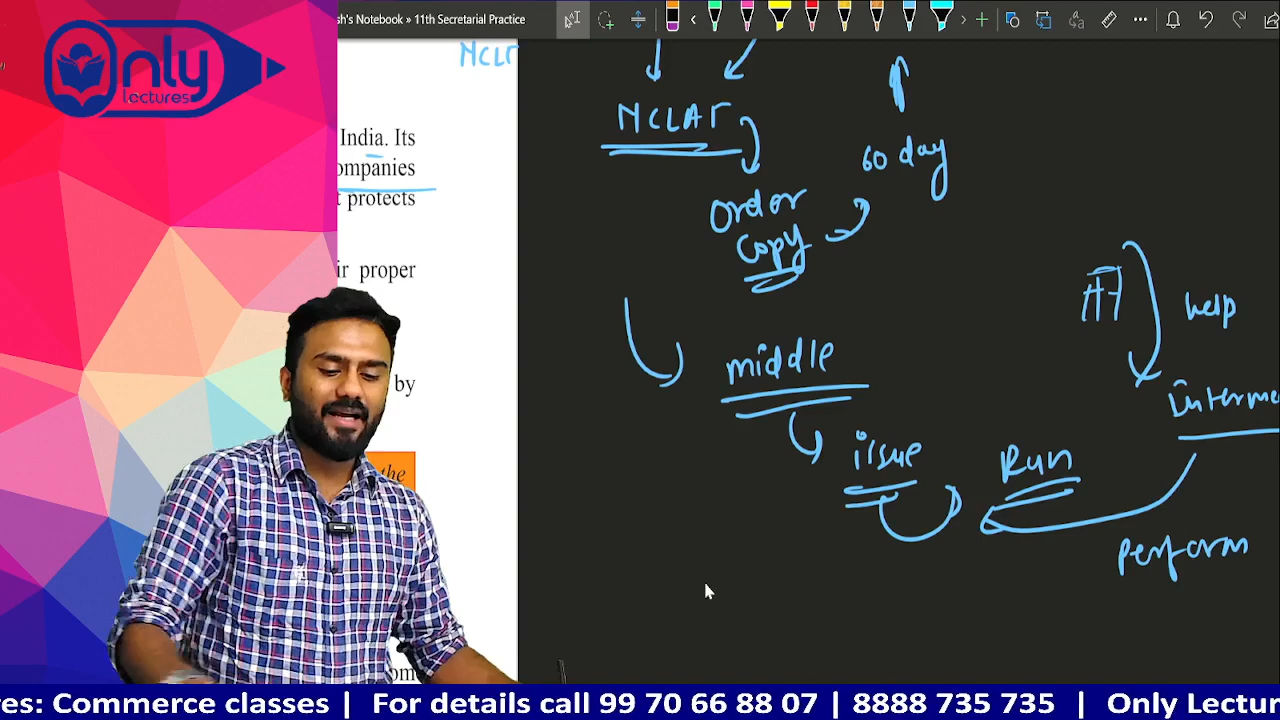 sh's Notebook » 11th Secretarial Practice
Only
lectures
NCLT
India. Its
ompanies
t protects
ir proper
by
the
om
NCLAT
60 day
Order
Copy
help
middle
Interme
issue
Run
Perform
res: Commerce classes | For details call 99 70 66 88 07 | 8888 735 735 | Only Lectur